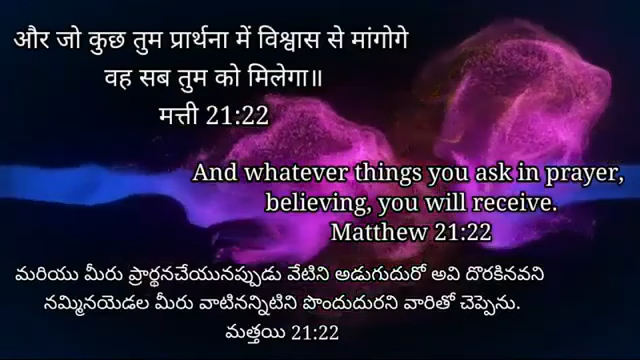 और जो कुछ तुम प्रार्थना में विश्वास से मांगोगे
वह सब तुम को मिलेगा॥
मत्ती 21:22
And whatever things you ask in prayer,
believing, you will receive.
Matthew 21:22
మరియు మీరు ప్రార్థనచేయునప్పుడు వేటిని అడుగుదురో అవి దొరకినవని
నమ్మినయెడల మీరు వాటినన్నిటిని పొందుదురని వారితో చెప్పెను.
మత్తయి 21:22